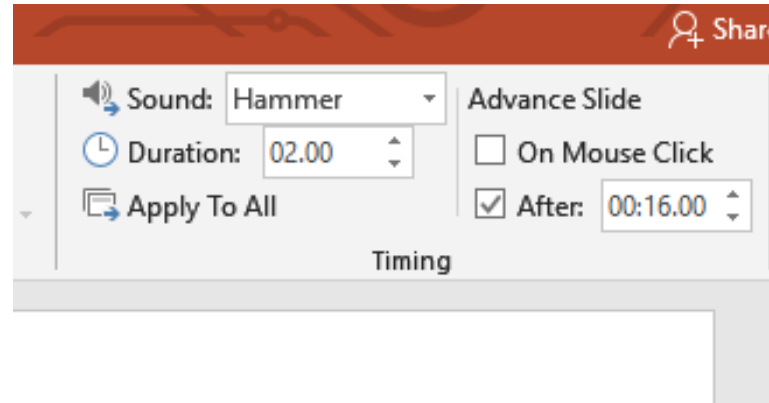 Shar
Sound: Hammer
Advance Slide
Duration: 02.00
On Mouse Click
Apply To All
After: 00:16.00
Timing